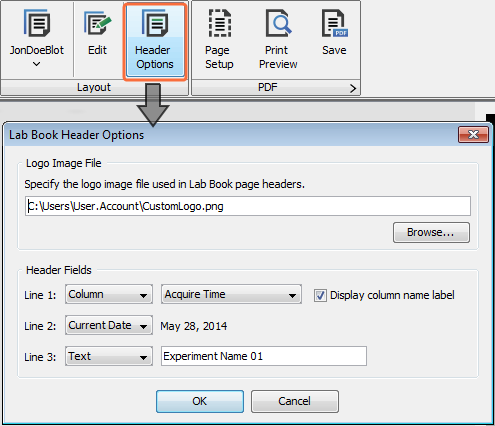 JonDoeBlot
Edit
Header
Options
Page
Setup
Print
Preview
PDF
Save
Layout
PDF
Lab Book Header Options
Logo Image File
Specify the logo image file used in Lab Book page headers.
C:\Users\User.Account\CustomLogo.png
Browse...
Header Fields
Line 1: Column Acquire Time Display column name label
Line 2: Current Date May 28, 2014
Line 3: Text Experiment Name 01
OK Cancel